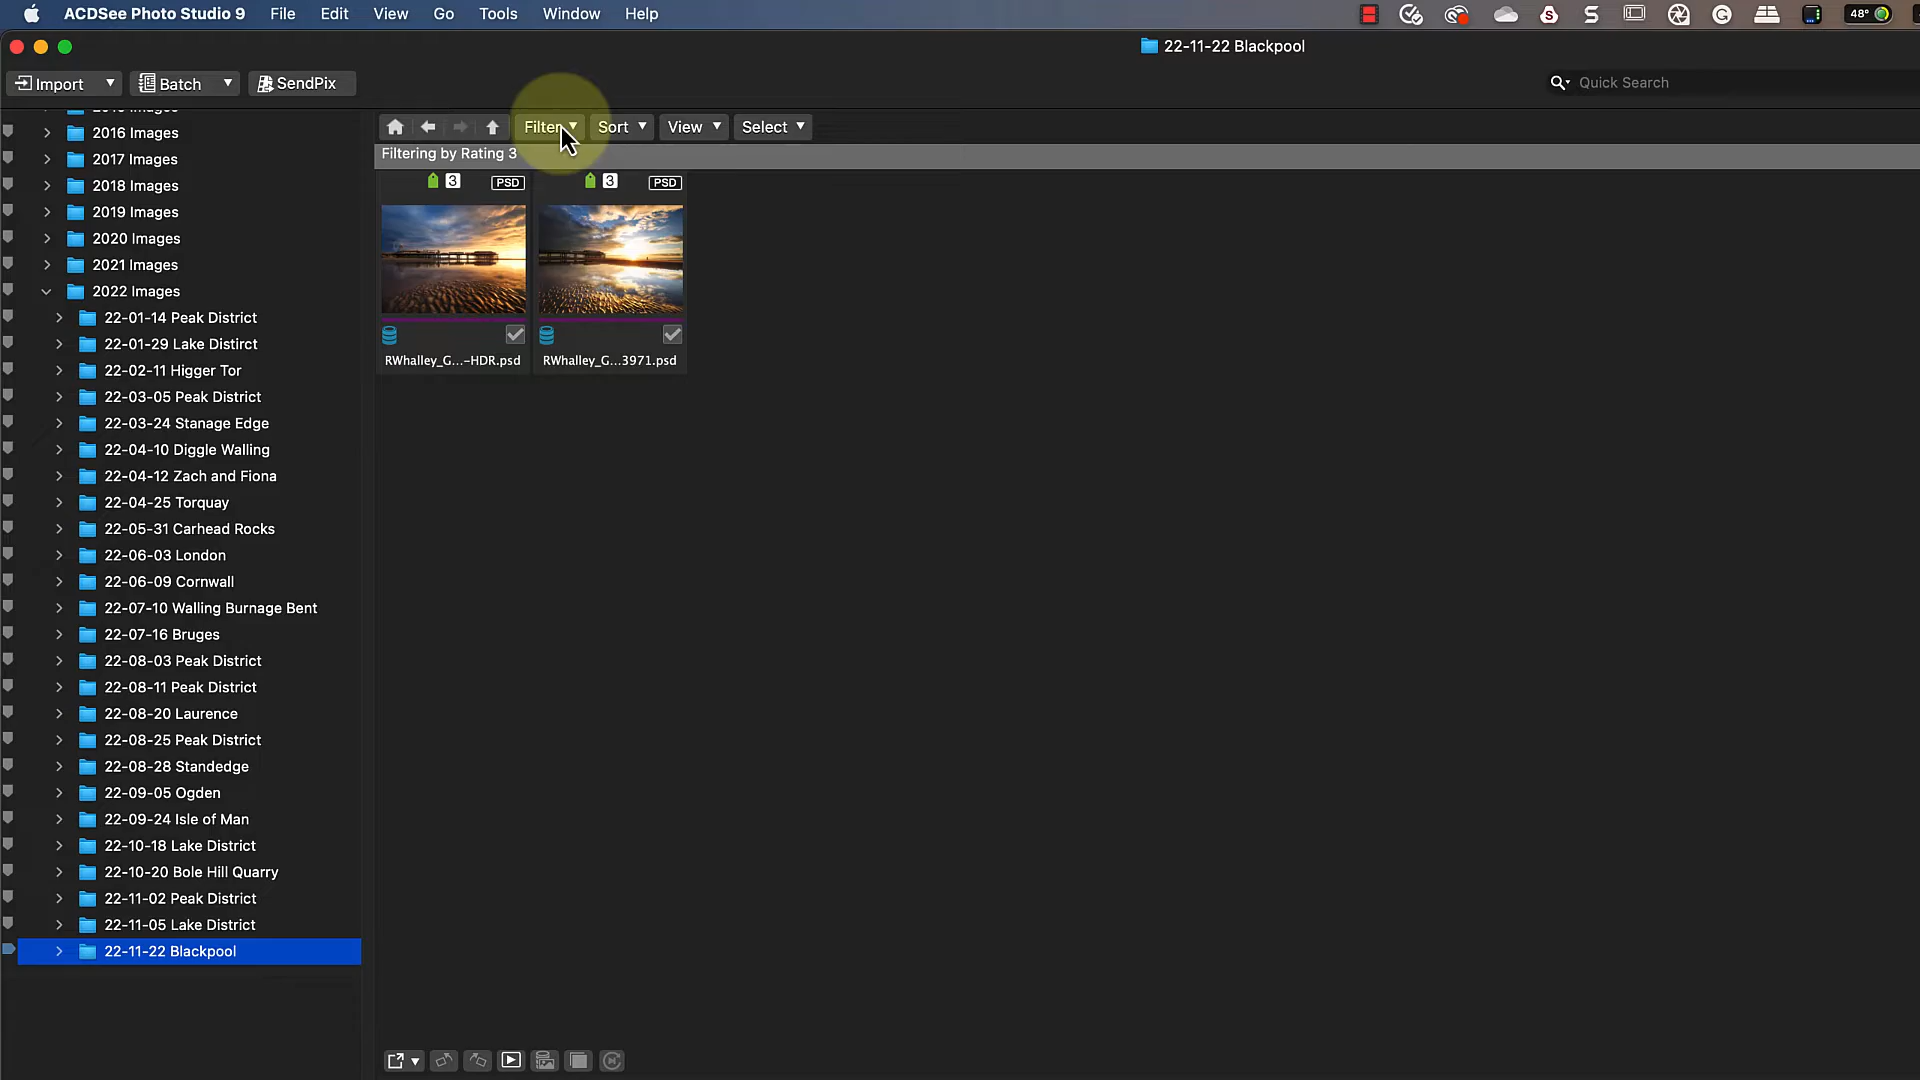 ACDSee Photo Studio 9 File Edit View Go Tools Window Help 48°
22-11-22 Blackpool
Import Batch SendPix Quick Search
Filter Sort View Select
Filtering by Rating 3
3 PSD 3 PSD
RWhalley_G...-HDR.psd RWhalley_G...3971.psd
2016 Images
2017 Images
2018 Images
2019 Images
2020 Images
2021 Images
2022 Images
22-01-14 Peak District
22-01-29 Lake Distirct
22-02-11 Higger Tor
22-03-05 Peak District
22-03-24 Stanage Edge
22-04-10 Diggle Walling
22-04-12 Zach and Fiona
22-04-25 Torquay
22-05-31 Carhead Rocks
22-06-03 London
22-06-09 Cornwall
22-07-10 Walling Burnage Bent
22-07-16 Bruges
22-08-03 Peak District
22-08-11 Peak District
22-08-20 Laurence
22-08-25 Peak District
22-08-28 Standedge
22-09-05 Ogden
22-09-24 Isle of Man
22-10-18 Lake District
22-10-20 Bole Hill Quarry
22-11-02 Peak District
22-11-05 Lake District
22-11-22 Blackpool